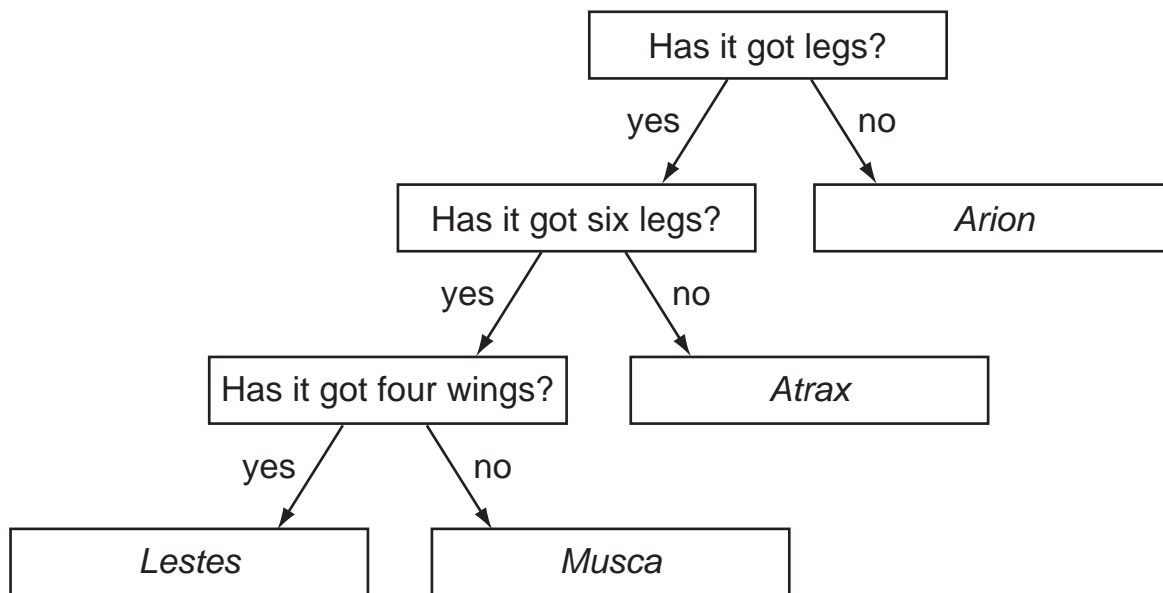 Has it got legs?
yes
no
Has it got six legs?
Arion
yes
no
Has it got four wings?
Atrax
yes
no
Lestes
Musca